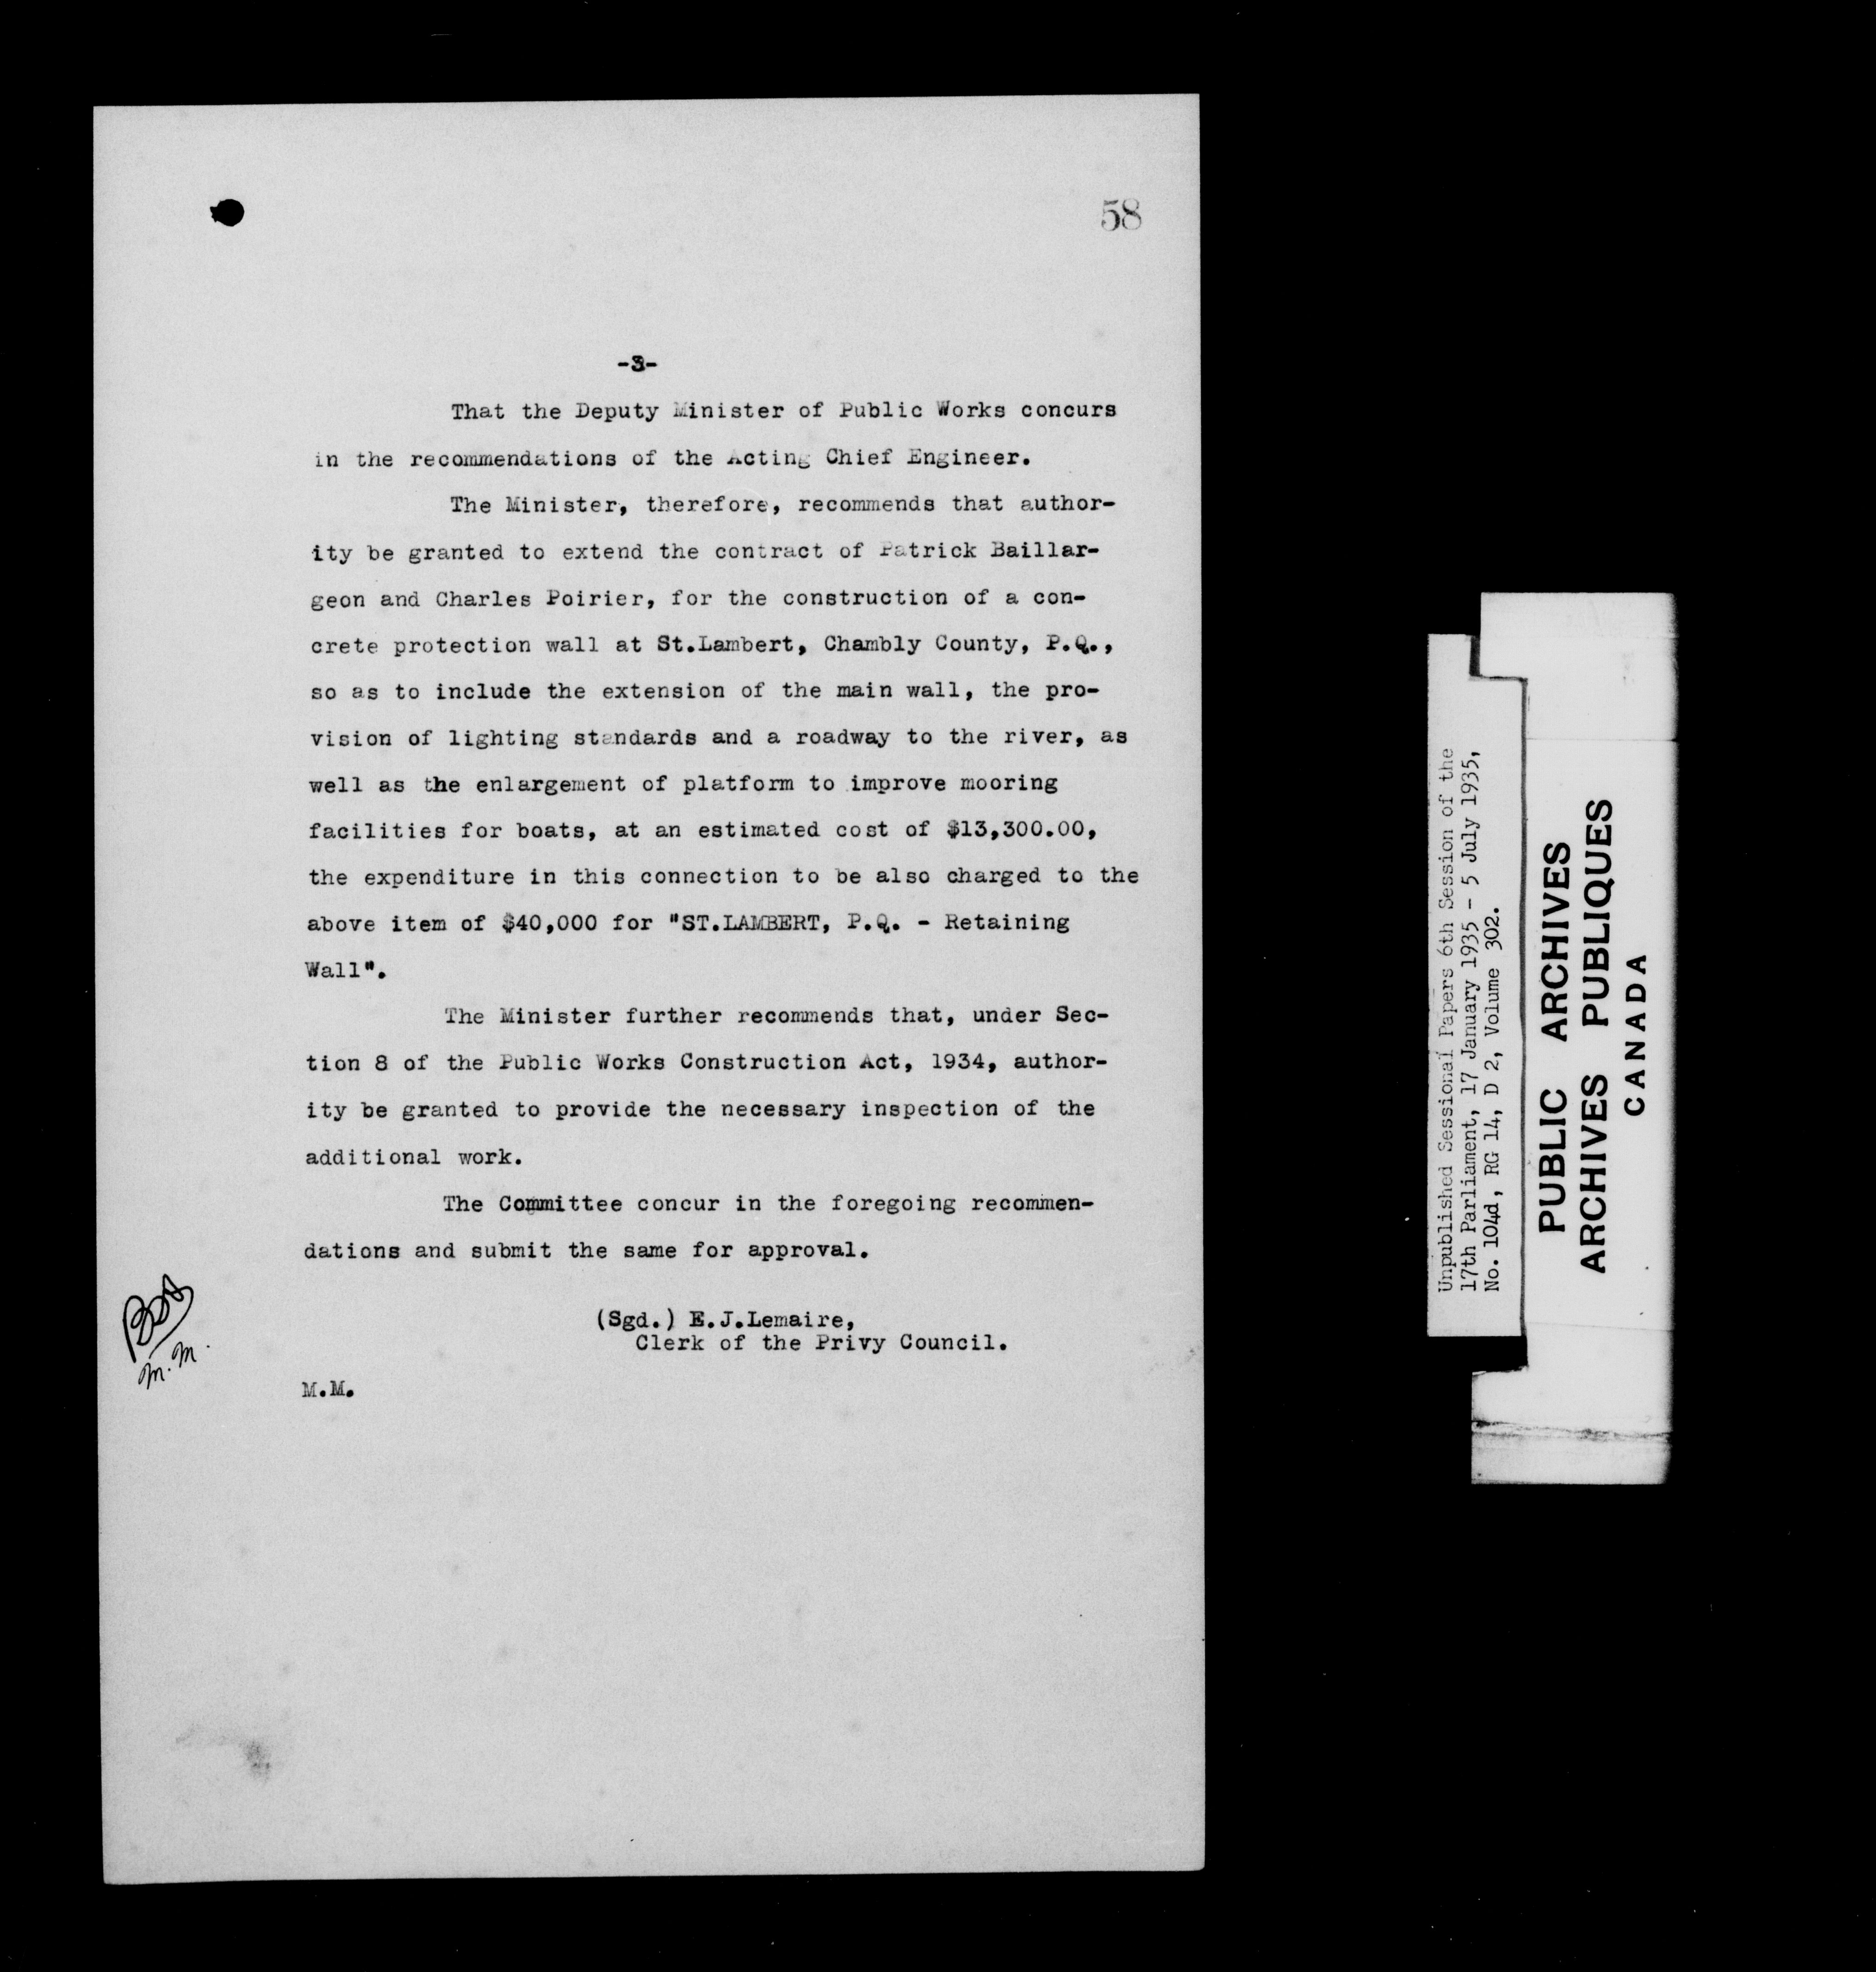 58
-3-
That the Deputy Minister of Public Works concurs
in the recommendations of the Acting Chief Engineer.
The Minister, therefore, recommends that author-
ity be granted to extend the contract of Patrick Baillar-
geon and Charles Poirier, for the construction of a con-
crete protection wall at St.Lambert, Chambly County, P.Q.,
so as to include the extension of the main wall, the pro-
vision of lighting standards and a roadway to the river, as
well as the enlargement of platform to improve mooring
facilities for boats, at an estimated cost of $13,300.00,
the expenditure in this connection to be also charged to the
above item of $40,000 for "ST.LAMBERT, P.Q. - Retaining
Wall".
The Minister further recommends that, under Sec-
tion 8 of the Public Works Construction Act, 1934, author-
ity be granted to provide the necessary inspection of the
additional work.
The Committee concur in the foregoing recommen-
dations and submit the same for approval.
(Sgd.) E.J.Lemaire,
Clerk of the Privy Council.
m.m.
M.M.
Unpublished Sessional Papers 6th Session of the
17th Parliament, 17 January 1935 - 5 July 1935,
No. 104d, RG 14, D 2, Volume 302.
PUBLIC ARCHIVES
ARCHIVES PUBLIQUES
CANADA